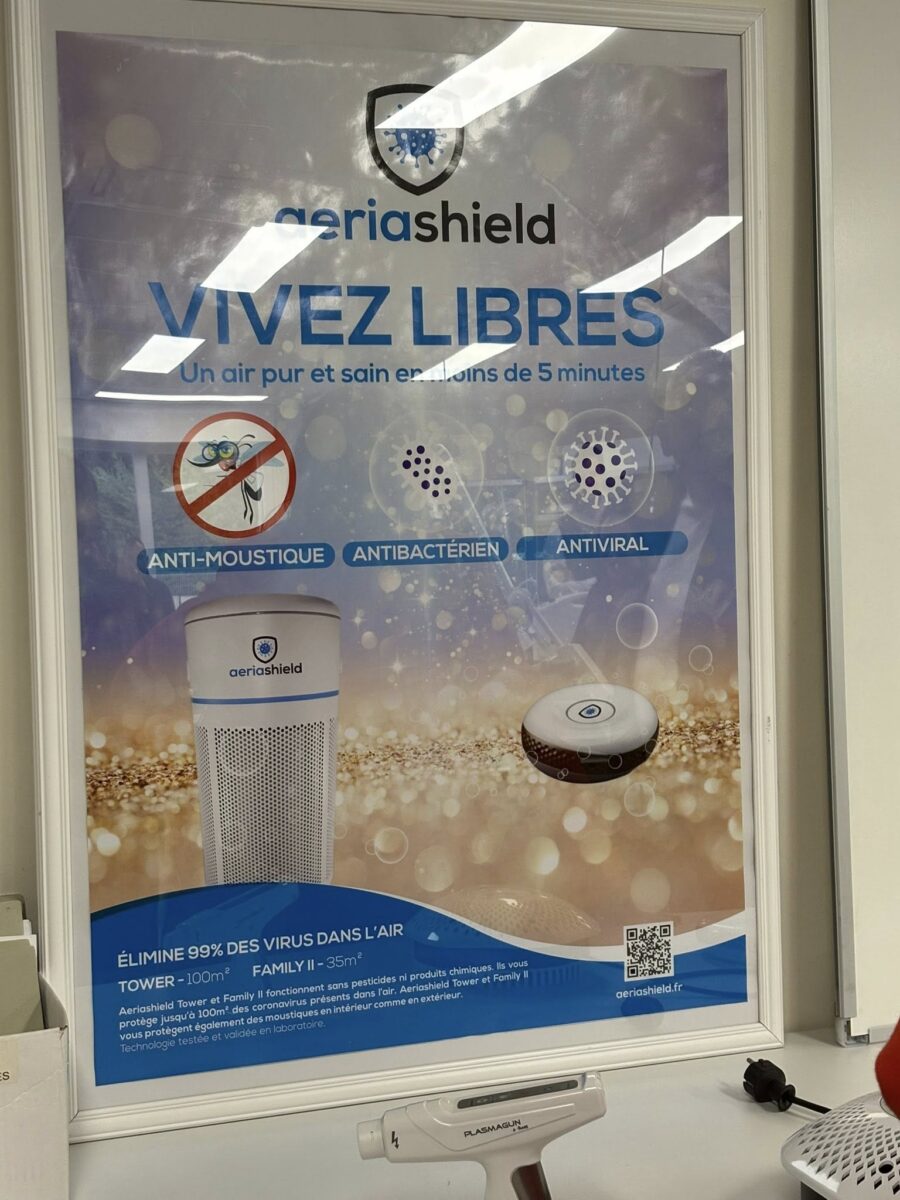 aeriashield
VIVEZ LIBRES
Un air pur et sain en moins de 5 minutes
ANTI-MOUSTIQUE
ANTIBACTÉRIEN
ANTIVIRAL
aeriashield
ÉLIMINE 99% DES VIRUS DANS L'AIR
TOWER - 100m² FAMILY II - 35m²
Aeriashield Tower et Family II fonctionnent sans pesticides ni produits chimiques. Ils vous
protège jusqu'à 100m². des coronavirus présents dans l'air. Aeriashield Tower et Family II
vous protègent également des moustiques en intérieur comme en extérieur.
Technologie testée et validée en laboratoire.
aeriashield.fr
ES
PLASMAGUN